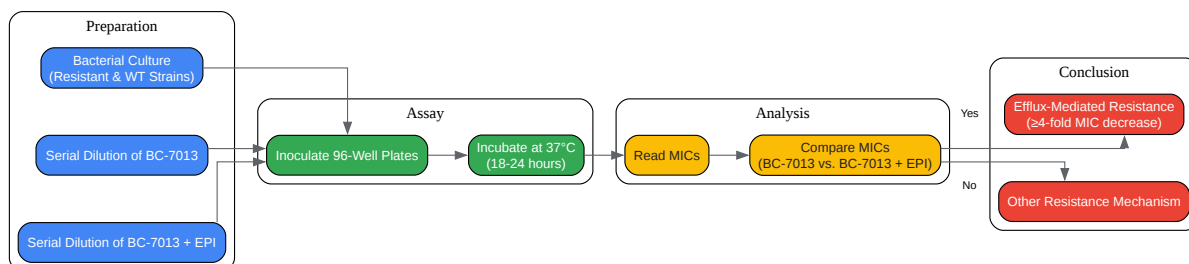 Preparation
Bacterial Culture
(Resistant & WT Strains)
Serial Dilution of BC-7013
Serial Dilution of BC-7013 + EPI
Assay
Inoculate 96-Well Plates
Incubate at 37°C
(18-24 hours)
Analysis
Read MICs
Compare MICs
(BC-7013 vs. BC-7013 + EPI)
Yes
No
Conclusion
Efflux-Mediated Resistance
(≥4-fold MIC decrease)
Other Resistance Mechanism